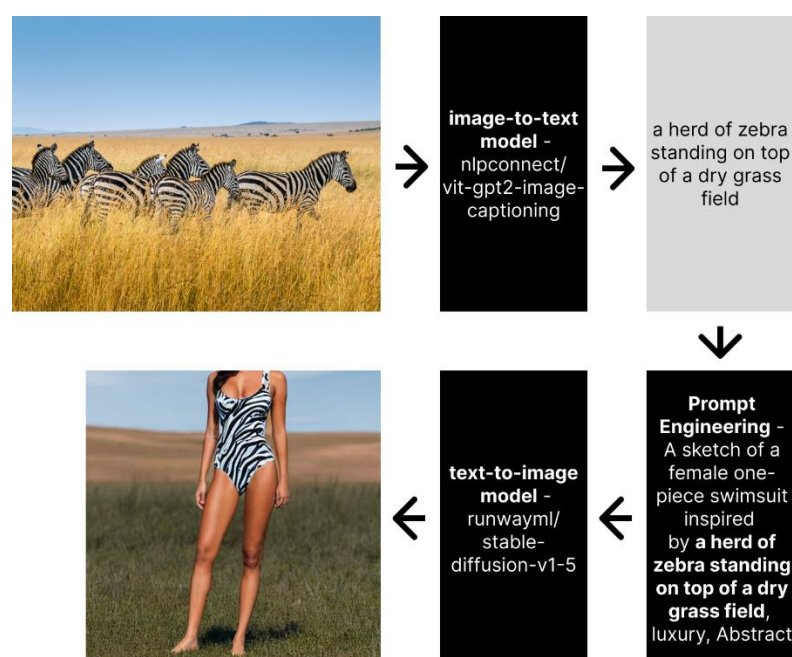 image-to-text
model -
nlpconnect/
vit-gpt2-image-
captioning
a herd of zebra
standing on top
of a dry grass
field
Prompt
Engineering -
A sketch of a
female one-
piece swimsuit
inspired
by a herd of
zebra standing
on top of a dry
grass field,
luxury, Abstract
text-to-image
model -
runwayml/
stable-
diffusion-v1-5